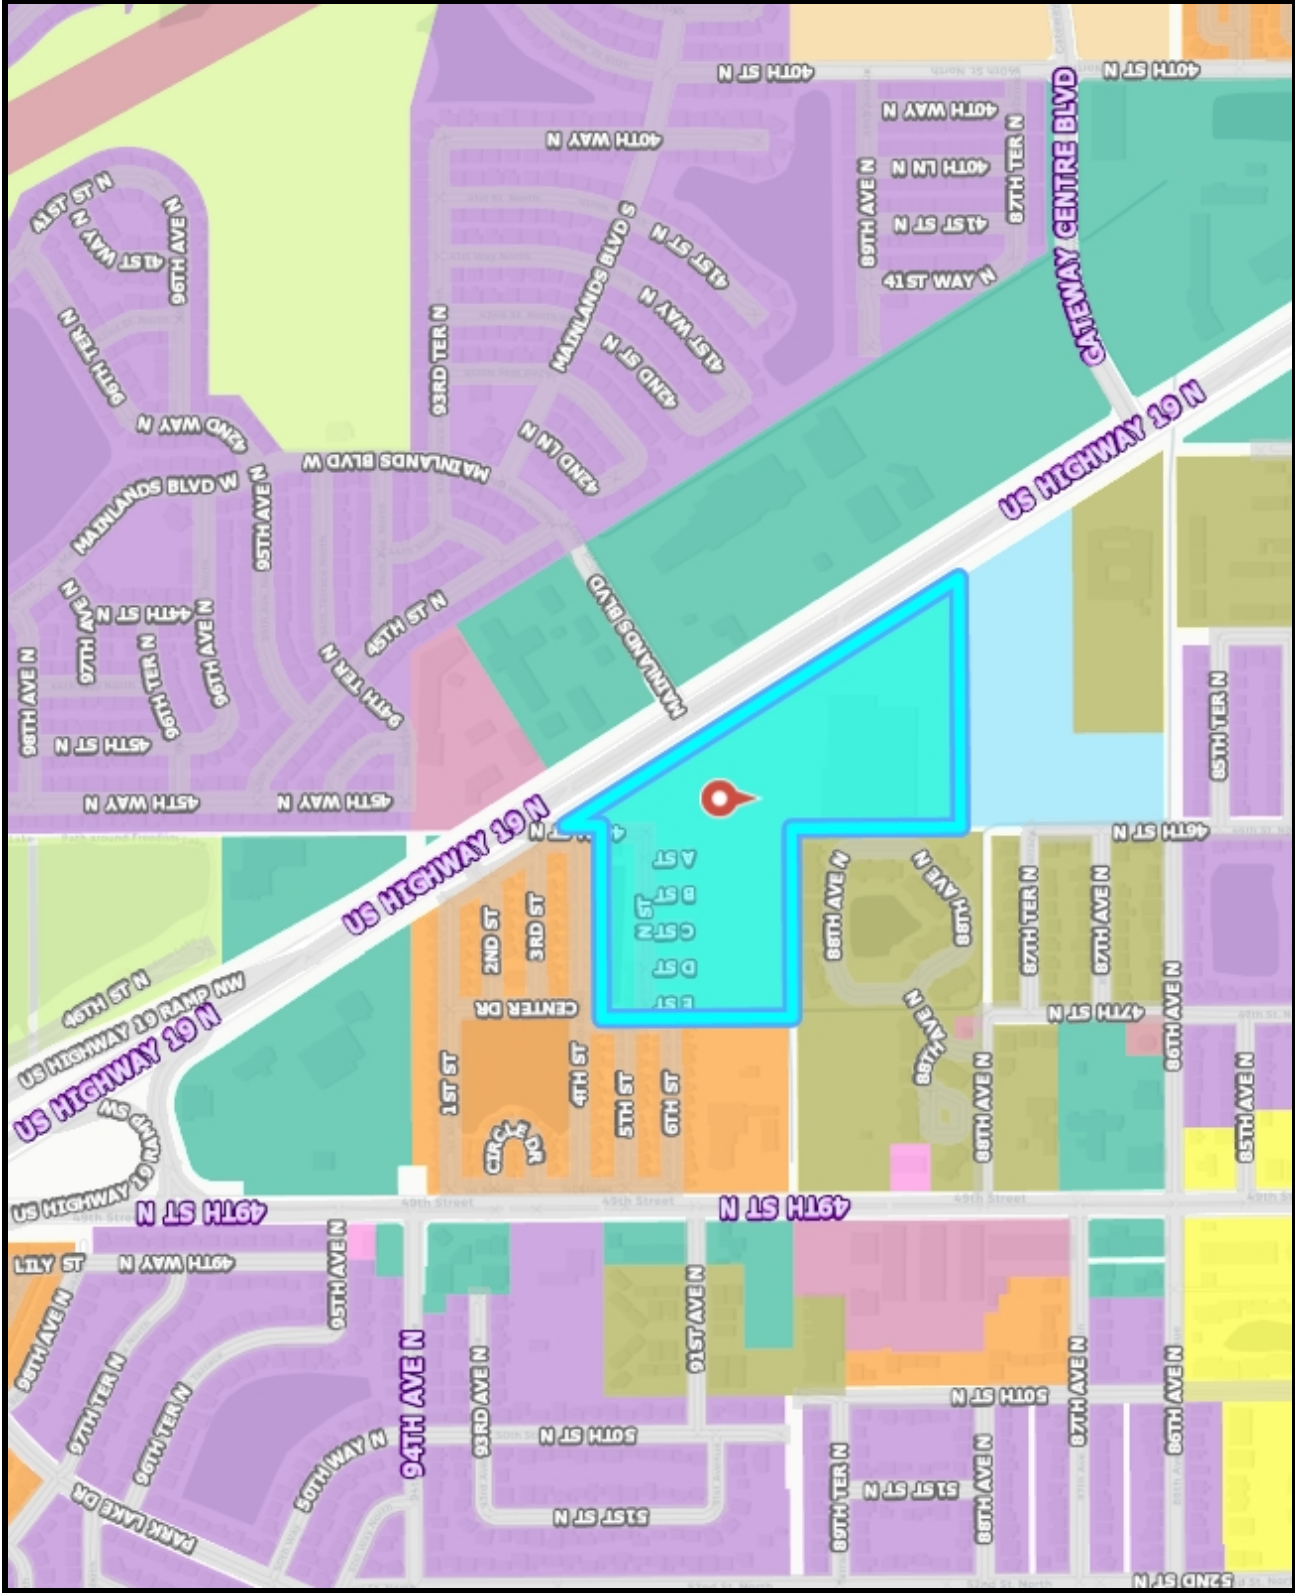 40TH ST N
40TH ST N
GATEWAY CENTRE BLVD
40TH WAY N
40TH WAY N
87TH TER N
89TH AVE N
40TH LN N
41ST ST N
41ST WAY N
41ST ST N
41ST WAY N
96TH AVE N
MAINLANDS BLVD S
41ST ST N
41ST WAY N
42ND ST N
96TH TER N
93RD TER N
42ND WAY N
42ND LN N
US HIGHWAY 19 N
MAINLANDS BLVD W
MAINLANDS BLVD W
95TH AVE N
97TH AVE N
44TH ST N
96TH AVE N
96TH TER N
45TH ST N
94TH TER N
MAINLANDS BLVD
98TH AVE N
45TH ST N
85TH TER N
45TH WAY N
45TH WAY N
US HIGHWAY 19 N
46TH ST N
A ST
B ST
C ST
D ST
E ST
2ND ST
3RD ST
88TH AVE N
88TH AVE N
87TH TER N
87TH AVE N
46TH ST N
US HIGHWAY 19 RAMP NW
US HIGHWAY 19 N
CENTER DR
47TH ST N
86TH AVE N
88TH AVE N
88TH AVE N
85TH AVE N
1ST ST
4TH ST
5TH ST
6TH ST
CIRCLE DR
US HIGHWAY 19 RAMP SW
49th Street
49th Street
49th Street
49TH ST N
49TH ST N
LILY ST
49TH WAY N
95TH AVE N
98TH AVE N
97TH TER N
96TH TER N
94TH AVE N
93RD AVE N
91ST AVE N
50TH ST N
87TH AVE N
86TH AVE N
50TH WAY N
50TH ST N
89TH TER N
51ST ST N
88TH AVE N
51ST ST N
PARK LAKE DR
52ND ST N